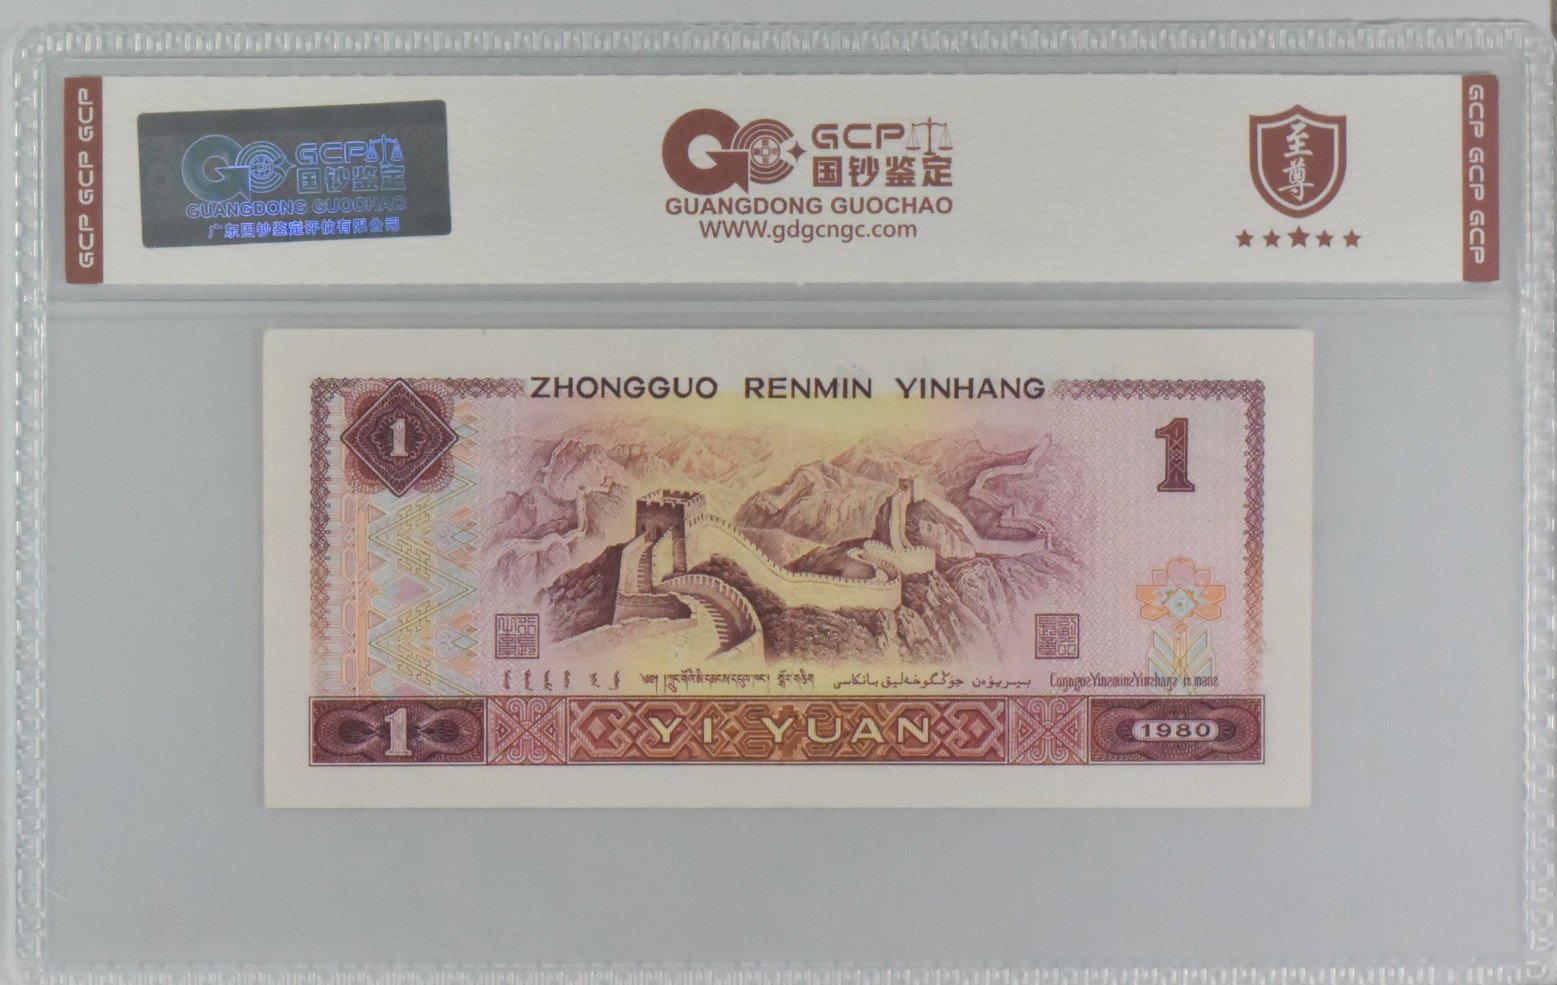 GCP GCP GCP
GCP
国钞鉴定
GUANGDONG GUOCHAO
广东国钞鉴定评估有限公司
GCP
国钞鉴定
GUANGDONG GUOCHAO
WWW.gdgcngc.com
至尊
GCP GCP GCP
ZHONGGUO RENMIN YINHANG
1
1
1
YI YUAN
1980